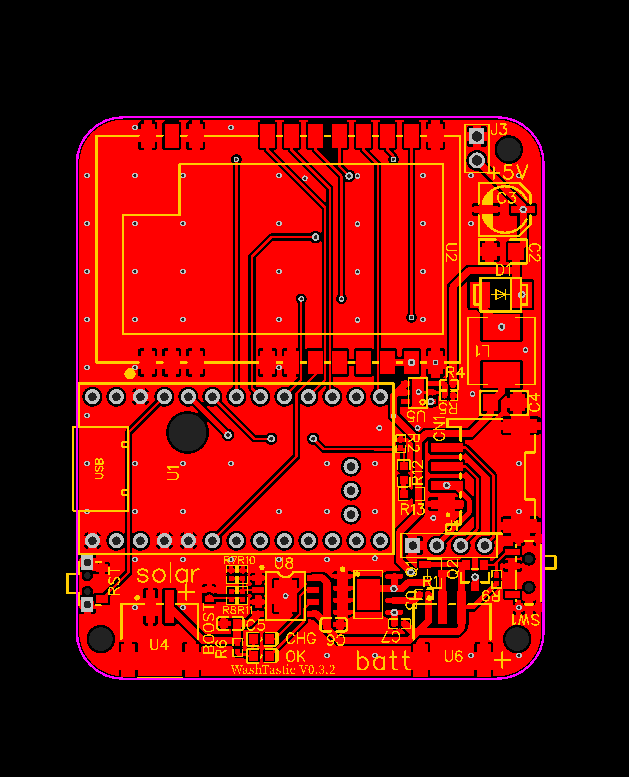 J3
+5V
C3
U2
C2
D1
L1
R4
C4
CN1
R2
U1
USB
R12
R13
Q2
R7R10
U8
solar
RST
+
R1
R9
R8R11
BOOST
C5
U5
C6
C7
SW1
U4
R6
CHG
OK
batt
U6
+
WashTastic V0.3.2